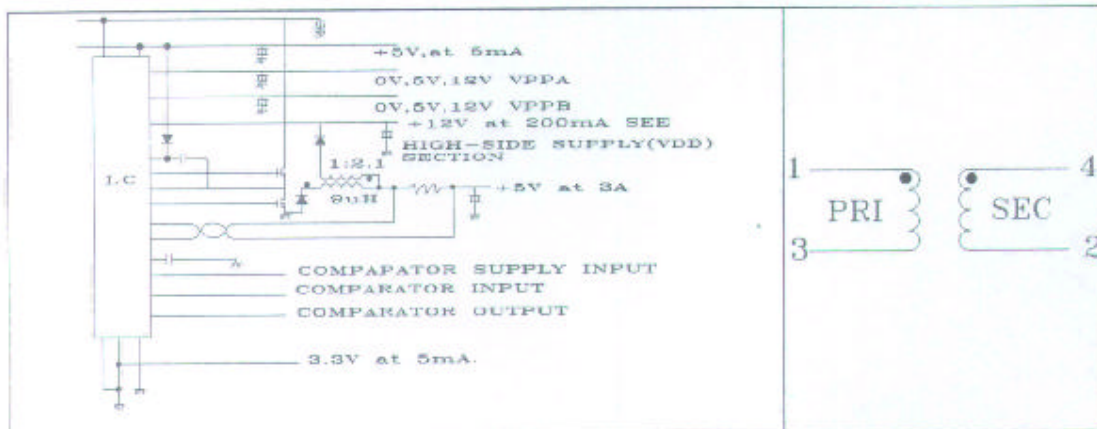 +5V,at 5mA
0V,5V,12V VPPA
0V,5V,12V VPPB
+12V at 200mA SEE
HIGH-SIDE SUPPLY(VDD)
SECTION
1:2.1
I.C
9uH
+5V at 3A
COMPAPATOR SUPPLY INPUT
COMPARATOR INPUT
COMPARATOR OUTPUT
3.3V at 5mA.
1
4
PRI
SEC
3
2